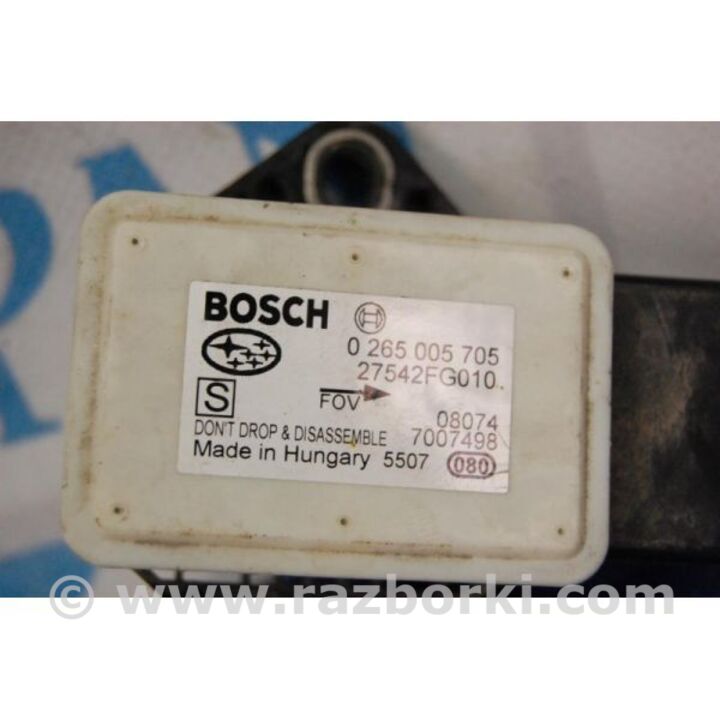 BOSCH
0 265 005 705
27542FG010.
S
FOV
08074
DON'T DROP & DISASSEMBLE 7007498
Made in Hungary 5507 080
© www.razborki.com